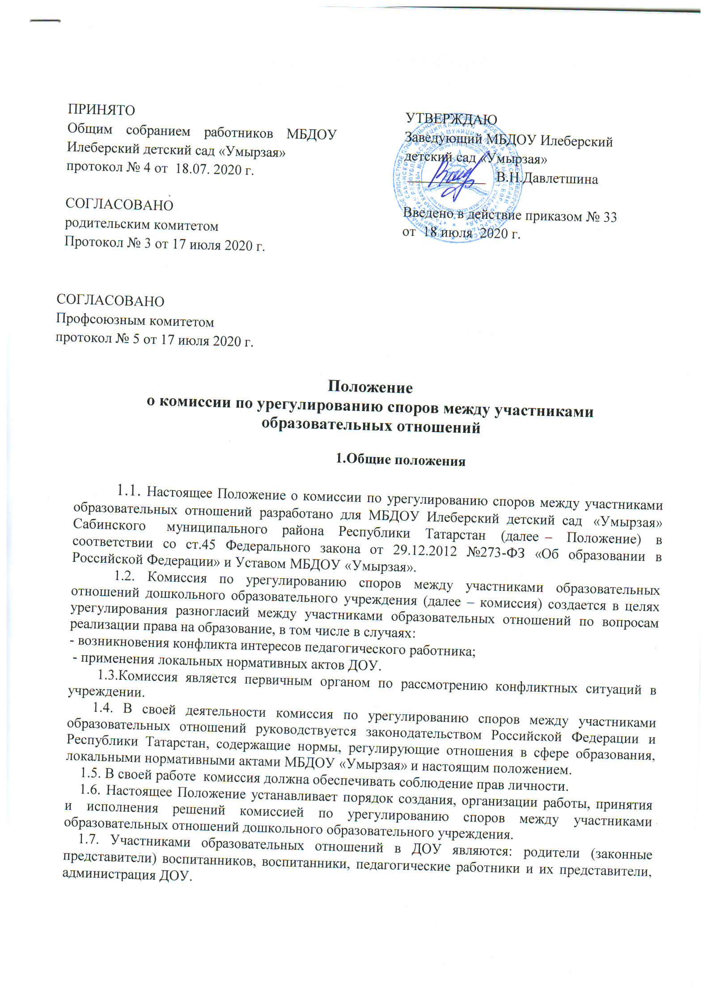 ПРИНЯТО
Общим собранием работников МБДОУ
Илеберский детский сад «Умырзая»
протокол № 4 от 18.07. 2020 г.
СОГЛАСОВАНО
родительским комитетом
Протокол № 3 от 17 июля 2020 г.
УТВЕРЖДАЮ
Заведующий МБДОУ Илеберский
детский сад «Умырзая»
____________ В.Н.Давлетшина
Введено в действие приказом № 33
от 18 июля 2020 г.
СОГЛАСОВАНО
Профсоюзным комитетом
протокол № 5 от 17 июля 2020 г.
Положение
о комиссии по урегулированию споров между участниками
образовательных отношений
1.Общие положения
1.1. Настоящее Положение о комиссии по урегулированию споров между участниками
образовательных отношений разработано для МБДОУ Илеберский детский сад «Умырзая»
Сабинского муниципального района Республики Татарстан (далее – Положение) в
соответствии со ст.45 Федерального закона от 29.12.2012 №273-ФЗ «Об образовании в
Российской Федерации» и Уставом МБДОУ «Умырзая».
1.2. Комиссия по урегулированию споров между участниками образовательных
отношений дошкольного образовательного учреждения (далее – комиссия) создается в целях
урегулирования разногласий между участниками образовательных отношений по вопросам
реализации права на образование, в том числе в случаях:
- возникновения конфликта интересов педагогического работника;
- применения локальных нормативных актов ДОУ.
1.3.Комиссия является первичным органом по рассмотрению конфликтных ситуаций в
учреждении.
1.4. В своей деятельности комиссия по урегулированию споров между участниками
образовательных отношений руководствуется законодательством Российской Федерации и
Республики Татарстан, содержащие нормы, регулирующие отношения в сфере образования,
локальными нормативными актами МБДОУ «Умырзая» и настоящим положением.
1.5. В своей работе комиссия должна обеспечивать соблюдение прав личности.
1.6. Настоящее Положение устанавливает порядок создания, организации работы, принятия
и исполнения решений комиссией по урегулированию споров между участниками
образовательных отношений дошкольного образовательного учреждения.
1.7. Участниками образовательных отношений в ДОУ являются: родители (законные
представители) воспитанников, воспитанники, педагогические работники и их представители,
администрация ДОУ.